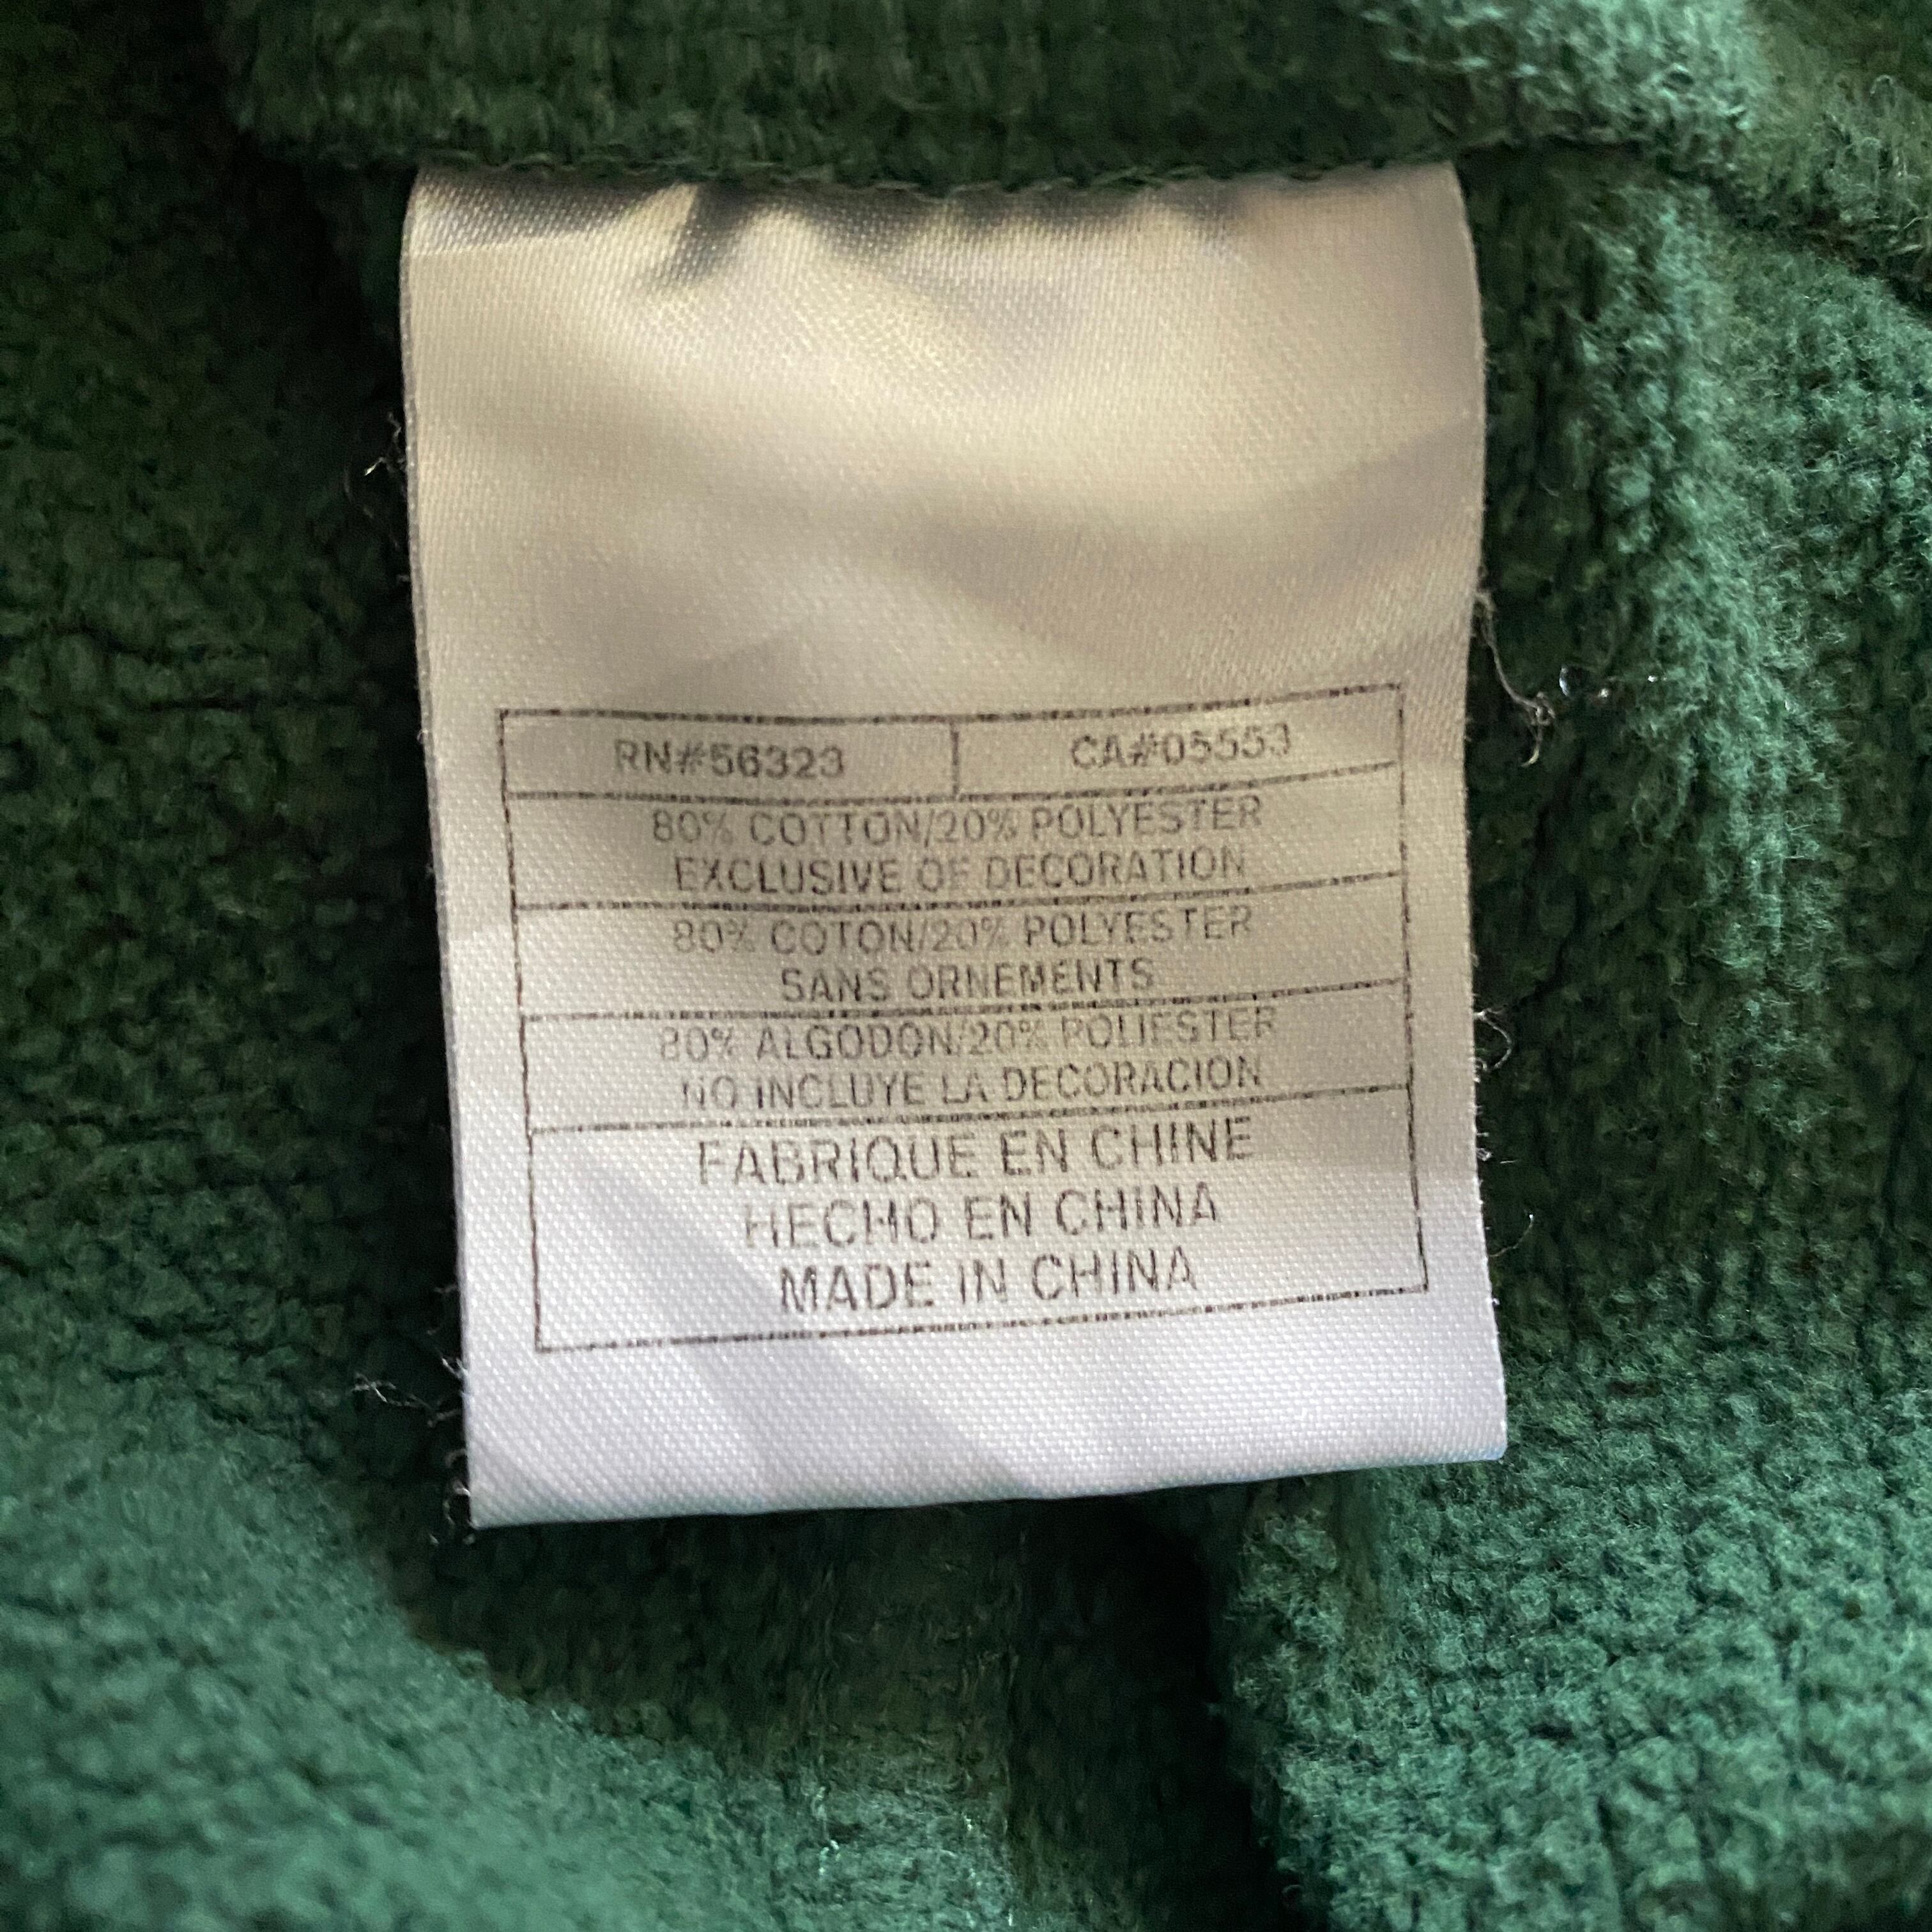 RN#56323 CA#05553
80% COTTON/20% POLYESTER
EXCLUSIVE OF DECORATION
80% COTON/20% POLYESTER
SANS ORNEMENTS
80% ALGODON/20% POLIESTER
NO INCLUYE LA DECORACION
FABRIQUE EN CHINE
HECHO EN CHINA
MADE IN CHINA